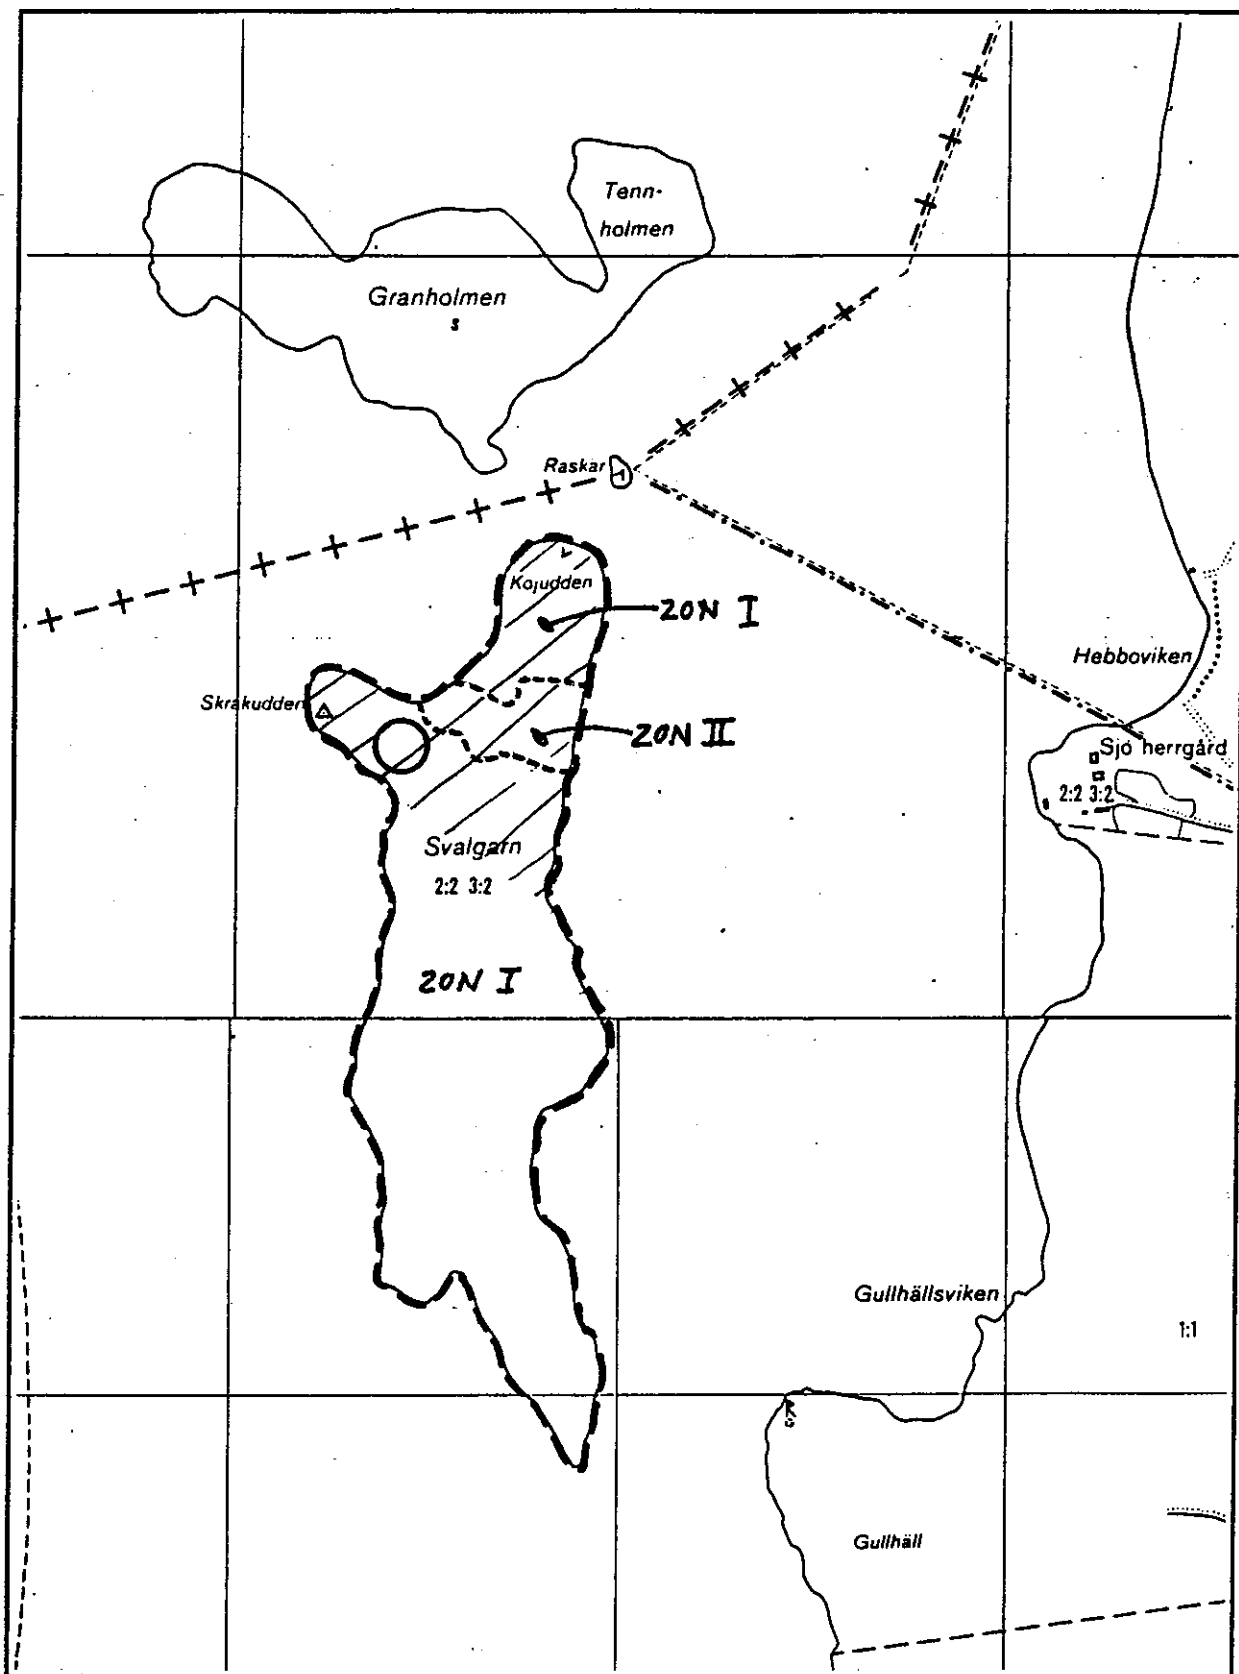 Tenn-
holmen
Granholmen
s
Raskar
Kojudden
ZON I
Hebboviken
Skrakudden
ZON II
Sjö herrgård
2:2 3:2
Svalgarn
2:2 3:2
ZON I
Gullhällsviken
1:1
Gullhäll